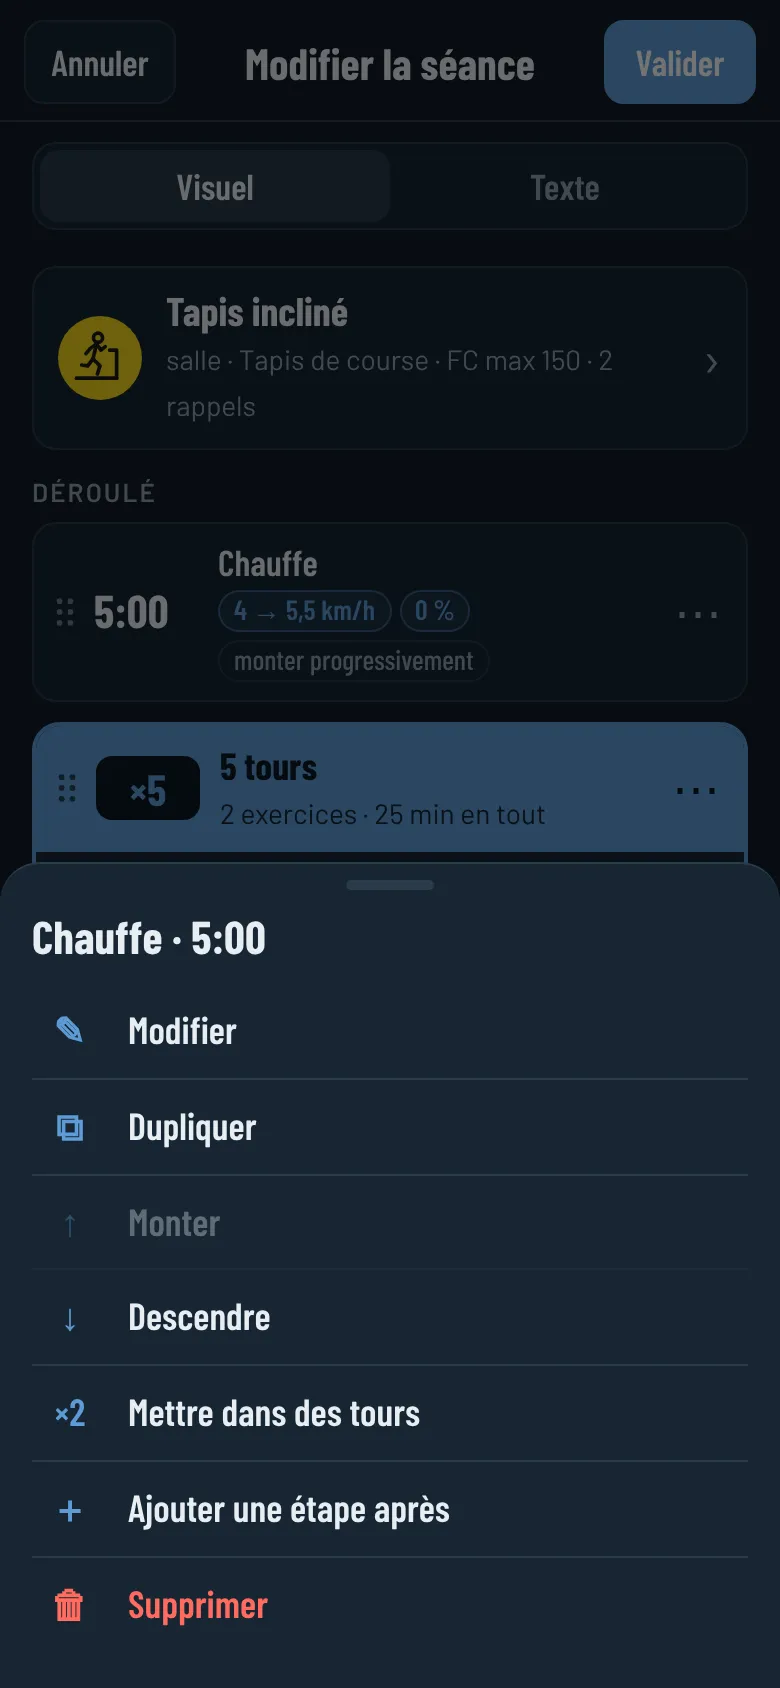 Annuler
Modifier la séance
Valider
Visuel
Texte
Tapis incliné
salle · Tapis de course · FC max 150 · 2
rappels
DÉROULÉ
5:00
Chauffe
4 → 5,5 km/h
0 %
monter progressivement
×5
5 tours
2 exercices · 25 min en tout
Chauffe · 5:00
Modifier
Dupliquer
↑ Monter
↓ Descendre
×2 Mettre dans des tours
+ Ajouter une étape après
Supprimer